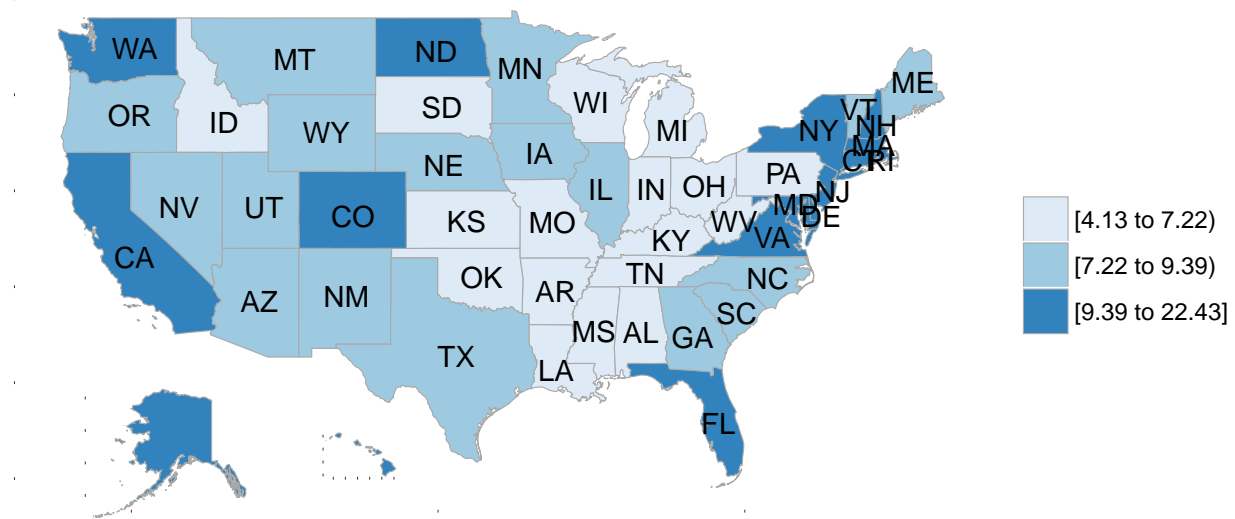 WA
MT
ND
MN
ME
OR
ID
SD
WI
MI
VT
NH
NY
MA
WY
CT
RI
NE
IA
PA
NJ
NV
UT
CO
IL
IN
OH
MD
DE
KS
MO
WV
VA
CA
KY
AZ
NM
OK
AR
TN
NC
SC
TX
LA
MS
AL
GA
FL
[4.13 to 7.22)
[7.22 to 9.39)
[9.39 to 22.43]